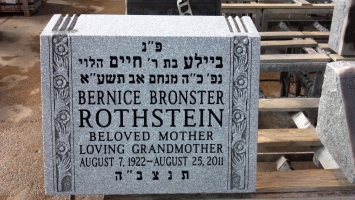 פ״נ
ביילע בת ר׳ חיים הלוי
נפ׳ כ״ה מנחם אב תשע״א
BERNICE BRONSTER
ROTHSTEIN
BELOVED MOTHER
LOVING GRANDMOTHER
AUGUST 7, 1922–AUGUST 25, 2011
ת נ צ ב ״ ה